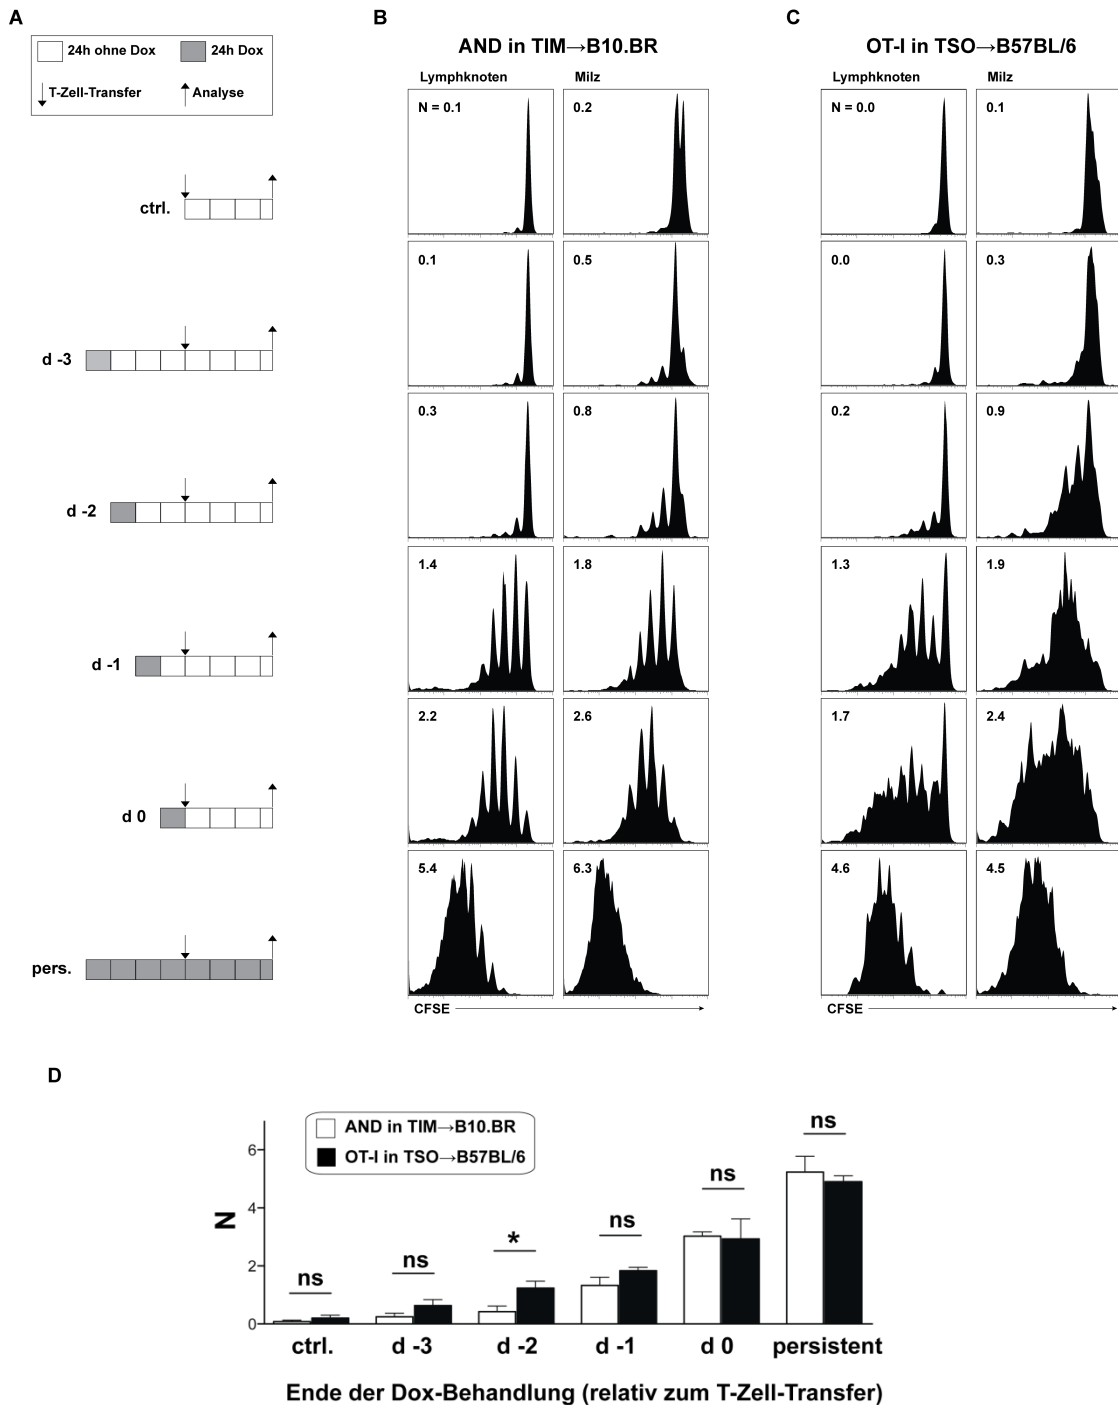 A
24h ohne Dox
24h Dox
T-Zell-Transfer
Analyse
ctrl.
d -3
d -2
d -1
d 0
pers.
B
AND in TIM→B10.BR
Lymphknoten
Milz
N = 0.1
0.2
0.1
0.5
0.3
0.8
1.4
1.8
2.2
2.6
5.4
6.3
CFSE
C
OT-I in TSO→B57BL/6
Lymphknoten
Milz
N = 0.0
0.1
0.0
0.3
0.2
0.9
1.3
1.9
1.7
2.4
4.6
4.5
CFSE
D
AND in TIM→B10.BR
OT-I in TSO→B57BL/6
N
6
4
2
0
ns
ns
*
ns
ns
ns
ctrl.
d -3
d -2
d -1
d 0
persistent
Ende der Dox-Behandlung (relativ zum T-Zell-Transfer)